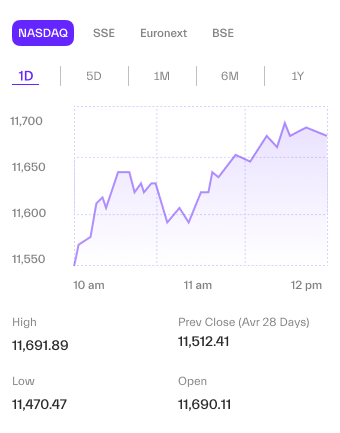 NASDAQ SSE Euronext BSE
1D 5D 1M 6M 1Y
11,700
11,650
11,600
11,550
10 am 11 am 12 pm
High Prev Close (Avr 28 Days)
11,691.89 11,512.41
Low Open
11,470.47 11,690.11